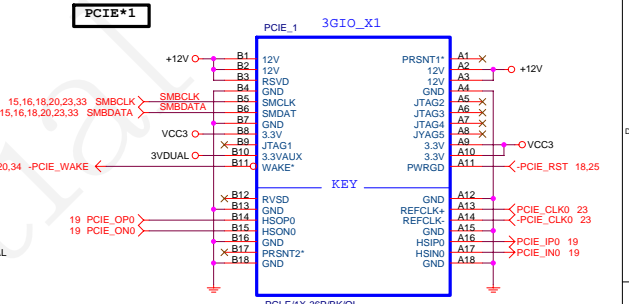 PCIE*1
PCIE_1
3GIO_X1
+12V B1 12V PRSNT1* A1
B2 12V 12V A2 +12V
B3 RSVD 12V A3
B4 GND GND A4
15,16,18,20,23,33 SMBCLK SMBCLK B5 SMCLK JTAG2 A5
15,16,18,20,23,33 SMBDATA SMBDATA B6 SMDAT JTAG3 A6
B7 GND JTAG4 A7
VCC3 B8 3.3V JYAG5 A8
B9 JTAG1 3.3V A9 VCC3
3VDUAL B10 3.3VAUX 3.3V A10
20,34 -PCIE_WAKE B11 WAKE* PWRGD A11 -PCIE_RST 18,25
KEY
B12 RVSD GND A12
B13 GND REFCLK+ A13 PCIE_CLK0 23
19 PCIE_OP0 B14 HSOP0 REFCLK- A14 -PCIE_CLK0 23
19 PCIE_ON0 B15 HSON0 GND A15
B16 GND HSIP0 A16 PCIE_IP0 19
B17 PRSNT2* HSIN0 A17 PCIE_IN0 19
B18 GND GND A18
AL
D